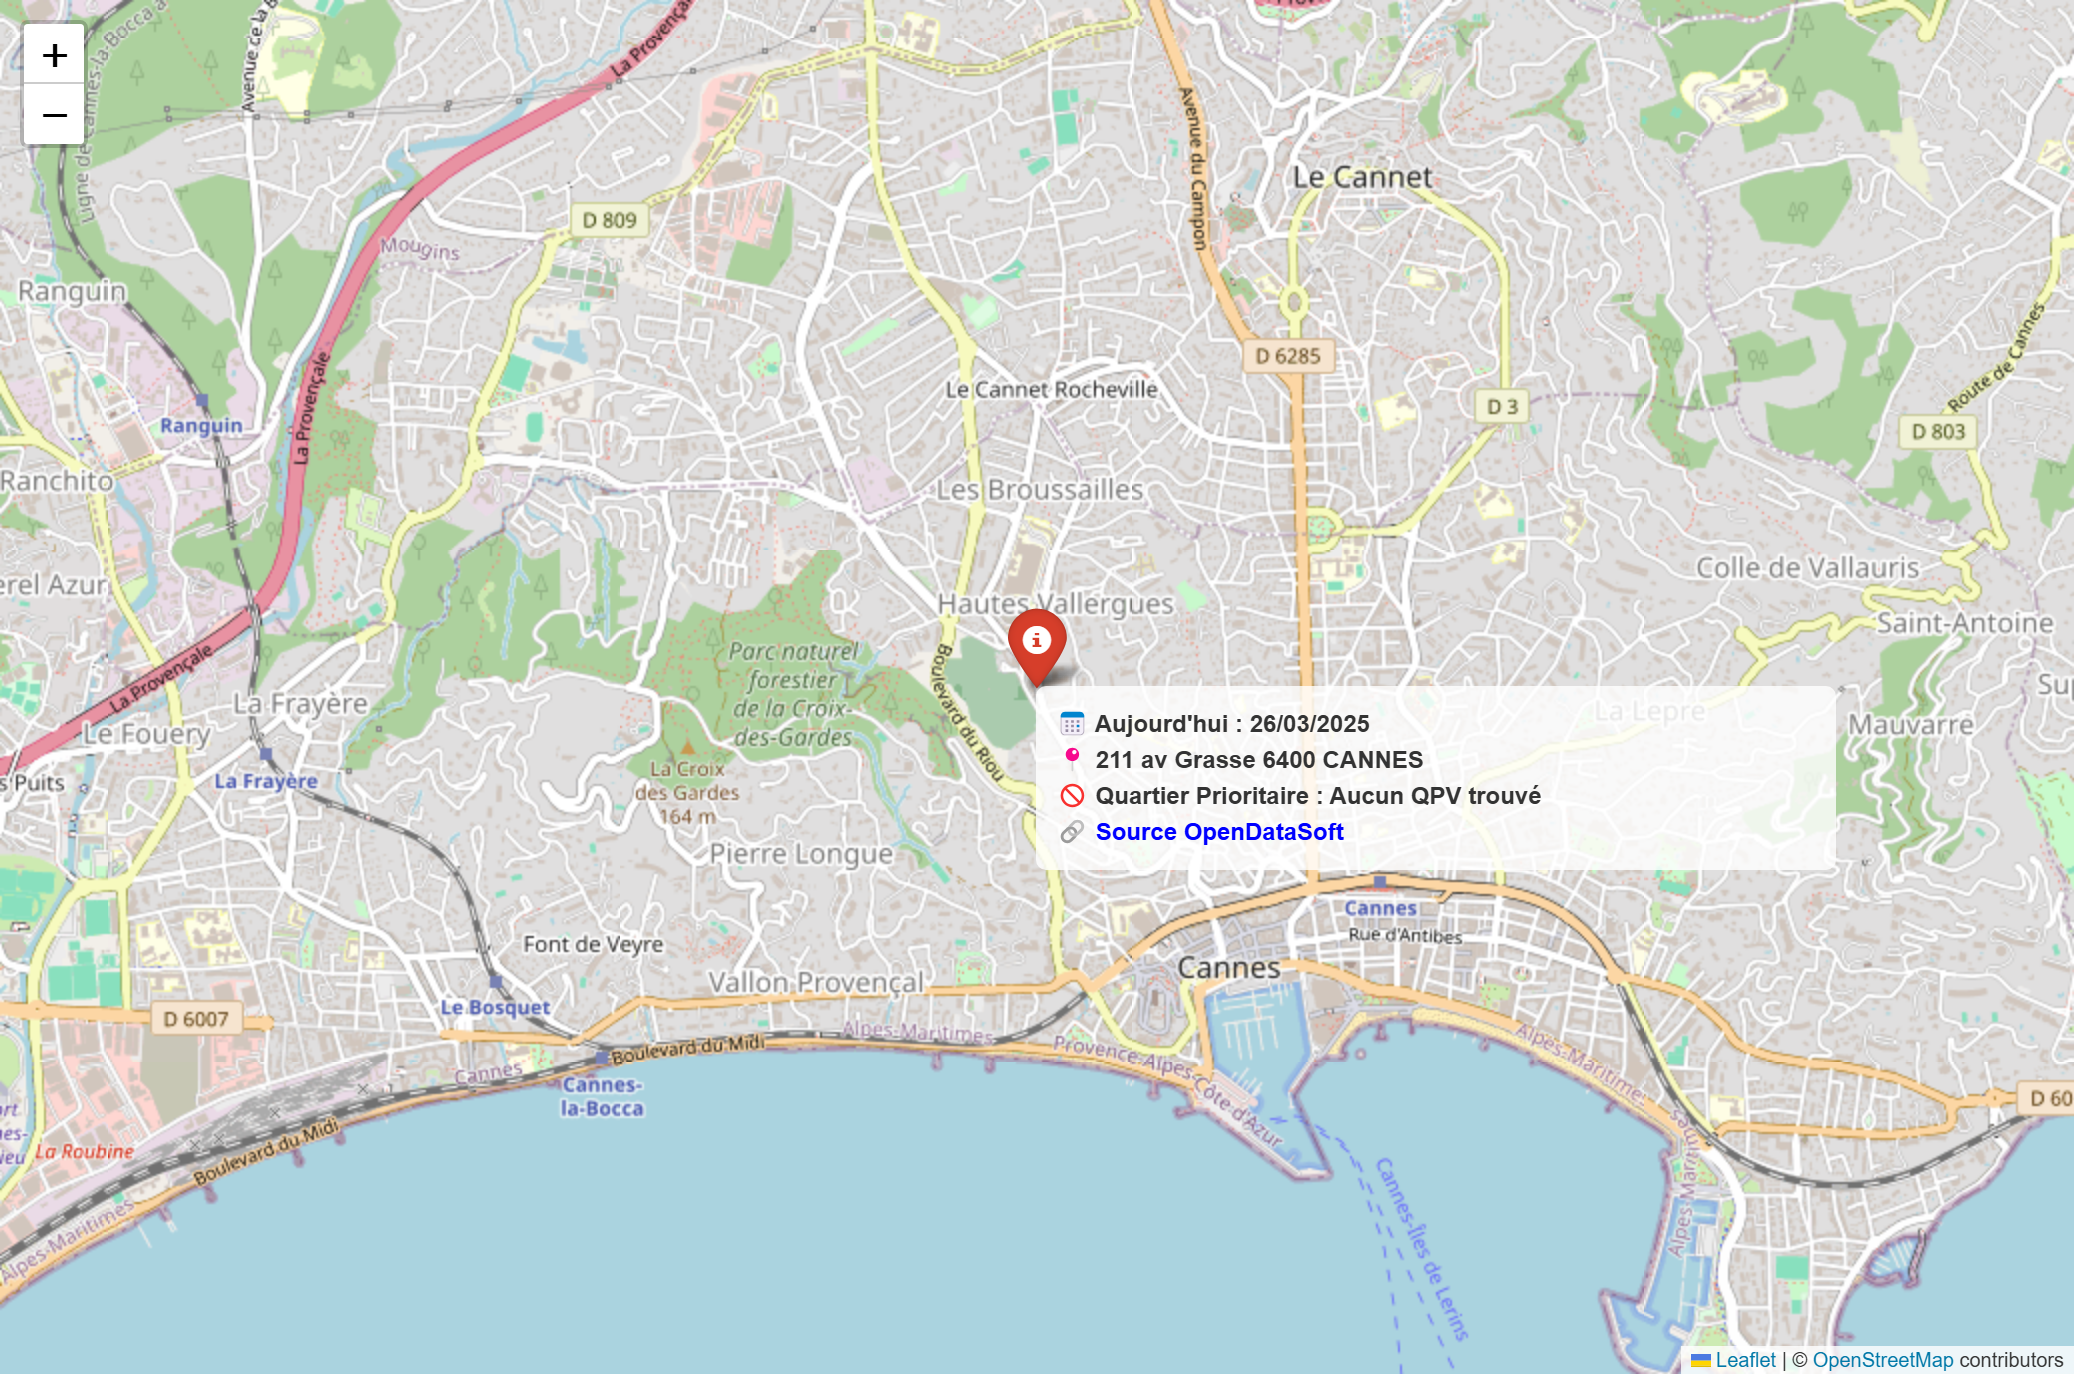 +
−
Avenue de la B
Ligne de Cannes-la-Bocca à
La Provençale
Avenue du Campon
Le Cannet
D 809
Mougins
Ranguin
La Provençale
D 6285
Le Cannet Rocheville
D 3
Route de Cannes
D 803
Ranguin
Ranchito
Les Broussailles
Colle de Vallauris
erel Azur
Hautes Vallergues
Saint-Antoine
La Provençale
Parc naturel
forestier
de la Croix-
des-Gardes
Boulevard du Riou
La Frayère
Le Fouery
La Lepre
Mauvarre
Aujourd'hui : 26/03/2025
211 av Grasse 6400 CANNES
Quartier Prioritaire : Aucun QPV trouvé
Source OpenDataSoft
La Frayère
s Puits
La Croix
des Gardes
164 m
Pierre Longue
Cannes
Rue d'Antibes
Font de Veyre
Cannes
Vallon Provençal
Le Bosquet
D 6007
Alpes-Maritimes
Boulevard du Midi
Provence-Alpes-Côte d'Azur
Alpes-Maritimes
Cannes
Cannes-
la-Bocca
D 60
La Roubine
Boulevard du Midi
Alpes-Maritimes
Alpes-Maritimes
Cannes-Îles de Lerins
Leaflet | © OpenStreetMap contributors